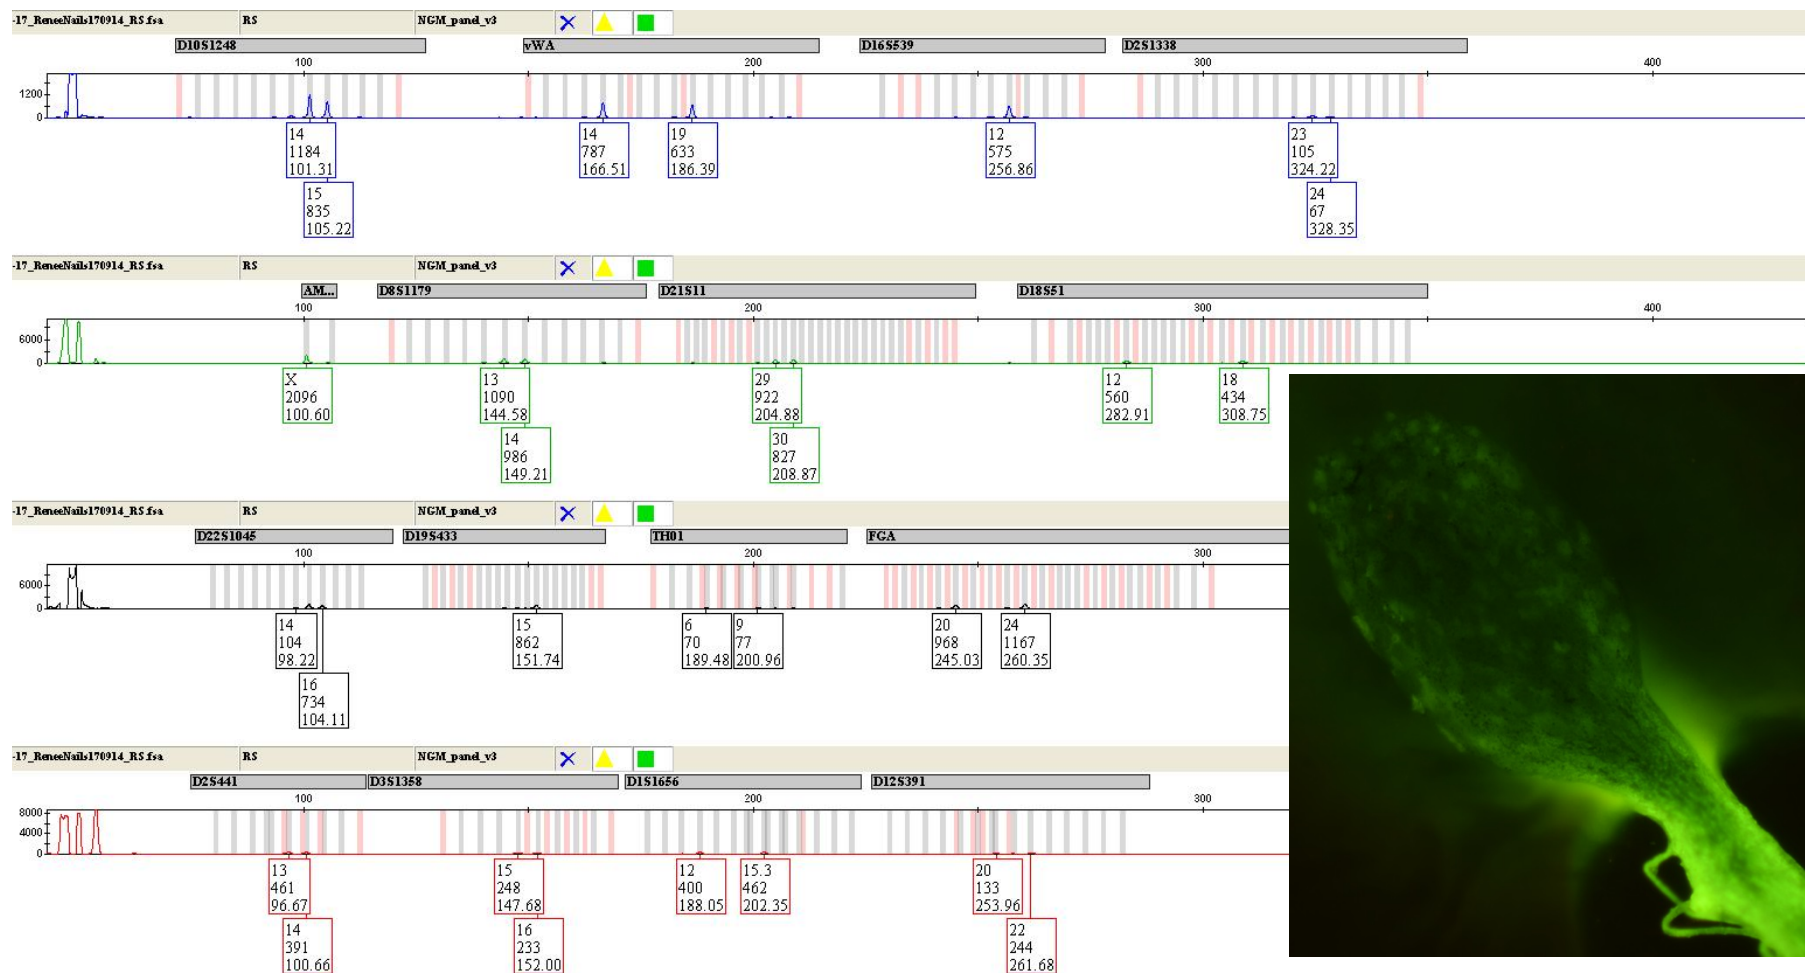 -17_ReneeNails170914_RS.fsa RS NGM_panel_v3
D10S1248 vWA D16S539 D2S1338
100 200 300 400
1200
0
14 14 19 12 23
1184 787 633 575 105
101.31 166.51 186.39 256.86 324.22
15 24
835 67
105.22 328.35
-17_ReneeNails170914_RS.fsa RS NGM_panel_v3
AM... D8S1179 D21S11 D18S51
100 200 300 400
6000
0
X 13 29 12 18
2096 1090 922 560 434
100.60 144.58 204.88 282.91 308.75
14 30
986 827
149.21 208.87
-17_ReneeNails170914_RS.fsa RS NGM_panel_v3
D22S1045 D19S433 TH01 FGA
100 200 300
6000
0
14 15 6 9 20 24
104 862 70 77 968 1167
98.22 151.74 189.48 200.96 245.03 260.35
16
734
104.11
-17_ReneeNails170914_RS.fsa RS NGM_panel_v3
D2S441 D3S1358 D1S1656 D12S391
100 200 300
8000
4000
0
13 15 12 15.3 20
461 248 400 462 133
96.67 147.68 188.05 202.35 253.96
14 16 22
391 233 244
100.66 152.00 261.68